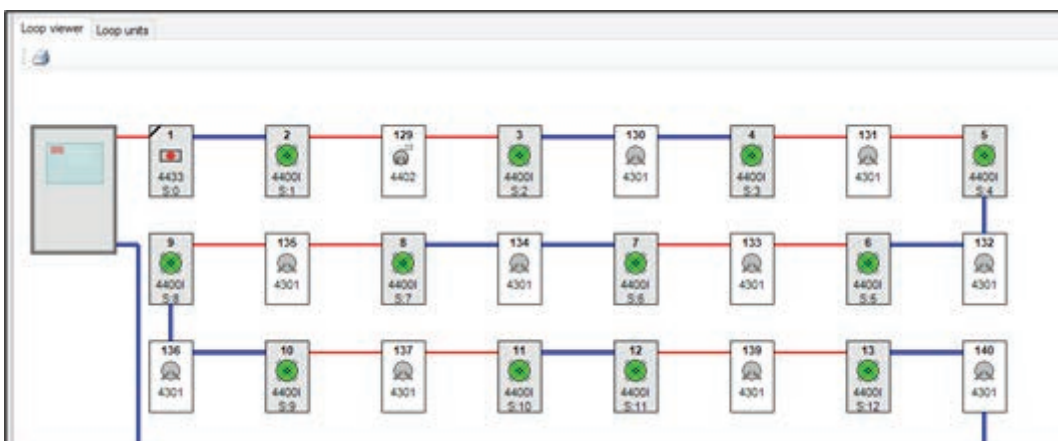 Loop viewer Loop units
1 2 129 3 130 4 131 5
4433 4400I 4402 4400I 4301 4400I 4301 4400I
S:0 S:1 S:2 S:3 S:4
9 135 8 134 7 133 6 132
4400I 4301 4400I 4301 4400I 4301 4400I 4301
S:8 S:7 S:6 S:5
136 10 137 11 12 139 13 140
4301 4400I 4301 4400I 4400I 4301 4400I 4301
S:9 S:10 S:11 S:12